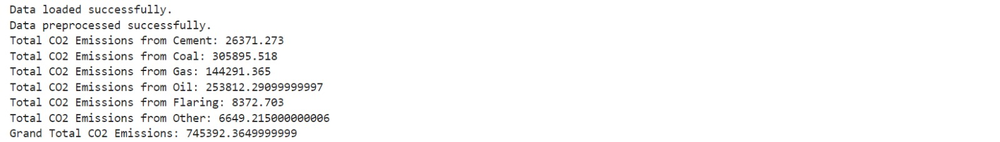 Data loaded successfully.
Data preprocessed successfully.
Total CO2 Emissions from Cement: 26371.273
Total CO2 Emissions from Coal: 305895.518
Total CO2 Emissions from Gas: 144291.365
Total CO2 Emissions from Oil: 253812.29099999997
Total CO2 Emissions from Flaring: 8372.703
Total CO2 Emissions from Other: 6649.215000000006
Grand Total CO2 Emissions: 745392.3649999999